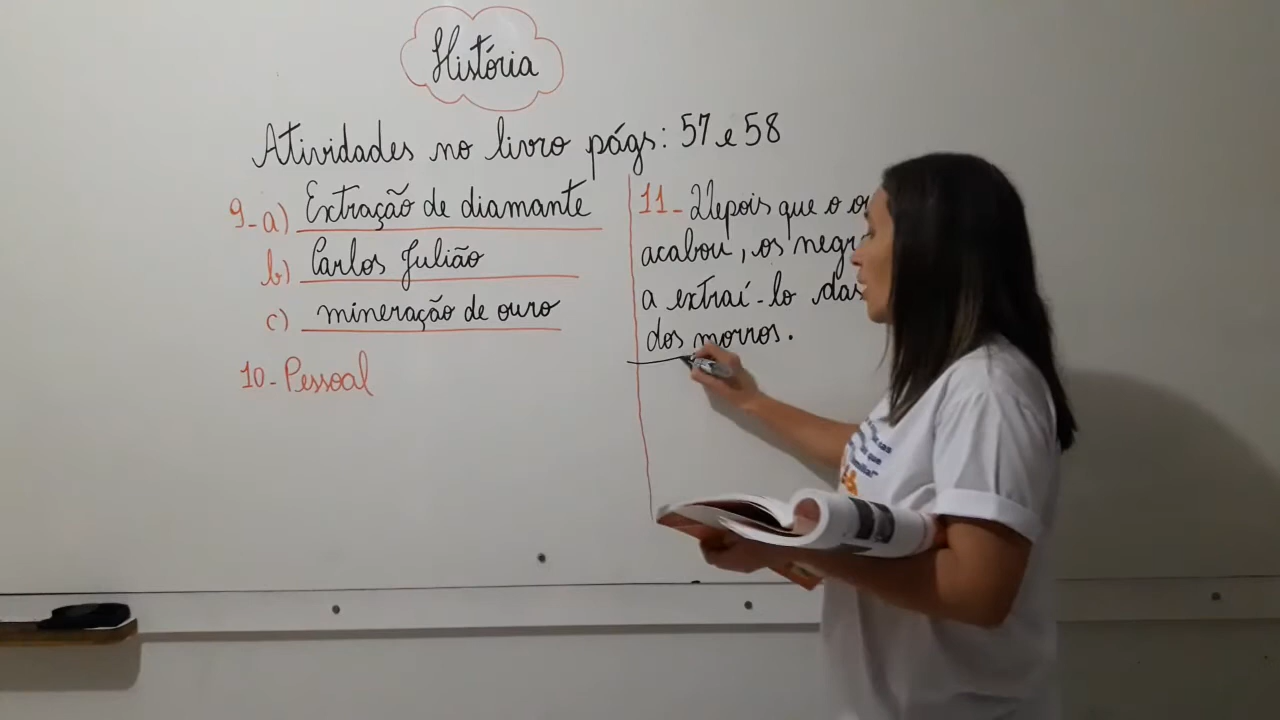 História
Atividades no livro págs: 57 e 58
9- a) Extração de diamante
b) Carlos Julião
c) mineração de ouro
10- Pessoal
11- Depois que o
acabou, os
a extraí-lo das
dos morros.